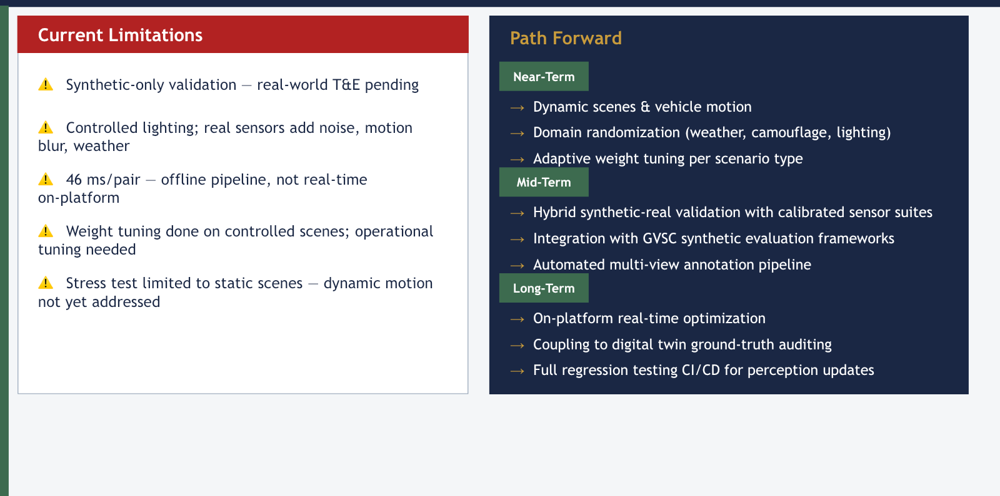 Current Limitations
⚠ Synthetic-only validation — real-world T&E pending
⚠ Controlled lighting; real sensors add noise, motion
blur, weather
⚠ 46 ms/pair — offline pipeline, not real-time
on-platform
⚠ Weight tuning done on controlled scenes; operational
tuning needed
⚠ Stress test limited to static scenes — dynamic motion
not yet addressed
Path Forward
Near-Term
→ Dynamic scenes & vehicle motion
→ Domain randomization (weather, camouflage, lighting)
→ Adaptive weight tuning per scenario type
Mid-Term
→ Hybrid synthetic-real validation with calibrated sensor suites
→ Integration with GVSC synthetic evaluation frameworks
→ Automated multi-view annotation pipeline
Long-Term
→ On-platform real-time optimization
→ Coupling to digital twin ground-truth auditing
→ Full regression testing CI/CD for perception updates